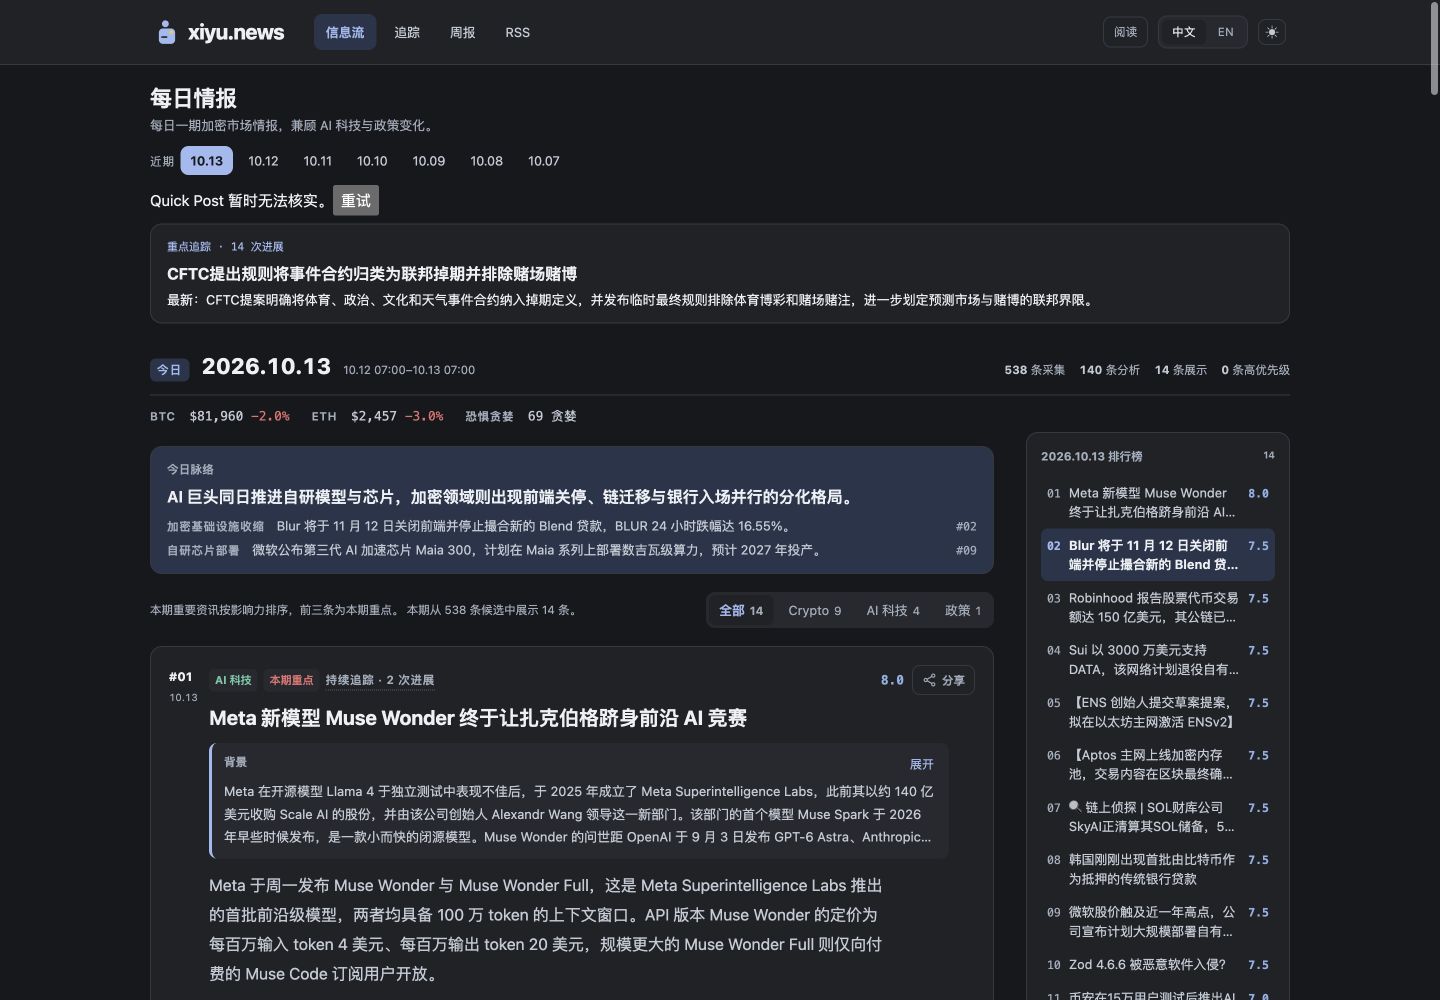 xiyu.news
信息流
追踪
周报
RSS
阅读
中文
EN
每日情报
每日一期加密市场情报，兼顾 AI 科技与政策变化。
近期 10.13 10.12 10.11 10.10 10.09 10.08 10.07
Quick Post 暂时无法核实。 重试
重点追踪 · 14 次进展
CFTC提出规则将事件合约归类为联邦掉期并排除赌场赌博
最新：CFTC提案明确将体育、政治、文化和天气事件合约纳入掉期定义，并发布临时最终规则排除体育博彩和赌场赌注，进一步划定预测市场与赌博的联邦界限。
今日 2026.10.13 10.12 07:00–10.13 07:00
538 条采集 140 条分析 14 条展示 0 条高优先级
BTC $81,960 −2.0% ETH $2,457 −3.0% 恐惧贪婪 69 贪婪
今日脉络
AI 巨头同日推进自研模型与芯片，加密领域则出现前端关停、链迁移与银行入场并行的分化格局。
加密基础设施收缩 Blur 将于 11 月 12 日关闭前端并停止撮合新的 Blend 贷款，BLUR 24 小时跌幅达 16.55%。 #02
自研芯片部署 微软公布第三代 AI 加速芯片 Maia 300，计划在 Maia 系列上部署数吉瓦级算力，预计 2027 年投产。 #09
本期重要资讯按影响力排序，前三条为本期重点。 本期从 538 条候选中展示 14 条。
全部 14 Crypto 9 AI 科技 4 政策 1
#01
10.13
AI 科技 本期重点 持续追踪 · 2 次进展
8.0 分享
Meta 新模型 Muse Wonder 终于让扎克伯格跻身前沿 AI 竞赛
背景
展开
Meta 在开源模型 Llama 4 于独立测试中表现不佳后，于 2025 年成立了 Meta Superintelligence Labs，此前其以约 140 亿
美元收购 Scale AI 的股份，并由该公司创始人 Alexandr Wang 领导这一新部门。该部门的首个模型 Muse Spark 于 2026
年早些时候发布，是一款小而快的闭源模型。Muse Wonder 的问世距 OpenAI 于 9 月 3 日发布 GPT-6 Astra、Anthropic…
Meta 于周一发布 Muse Wonder 与 Muse Wonder Full，这是 Meta Superintelligence Labs 推出
的首批前沿级模型，两者均具备 100 万 token 的上下文窗口。API 版本 Muse Wonder 的定价为
每百万输入 token 4 美元、每百万输出 token 20 美元，规模更大的 Muse Wonder Full 则仅向付
费的 Muse Code 订阅用户开放。
2026.10.13 排行榜 14
01 Meta 新模型 Muse Wonder 8.0
终于让扎克伯格跻身前沿 AI…
02 Blur 将于 11 月 12 日关闭前 7.5
端并停止撮合新的 Blend 贷…
03 Robinhood 报告股票代币交易 7.5
额达 150 亿美元，其公链已…
04 Sui 以 3000 万美元支持 7.5
DATA，该网络计划退役自有…
05 【ENS 创始人提交草案提案， 7.5
拟在以太坊主网激活 ENSv2】
06 【Aptos 主网上线加密内存 7.5
池，交易内容在区块最终确…
07 链上侦探 | SOL财库公司 7.5
SkyAI正清算其SOL储备，5…
08 韩国刚刚出现首批由比特币作 7.5
为抵押的传统银行贷款
09 微软股价触及近一年高点，公 7.5
司宣布计划大规模部署自有…
10 Zod 4.6.6 被恶意软件入侵? 7.5
11 币安在15万用户测试后推出AI 7.0